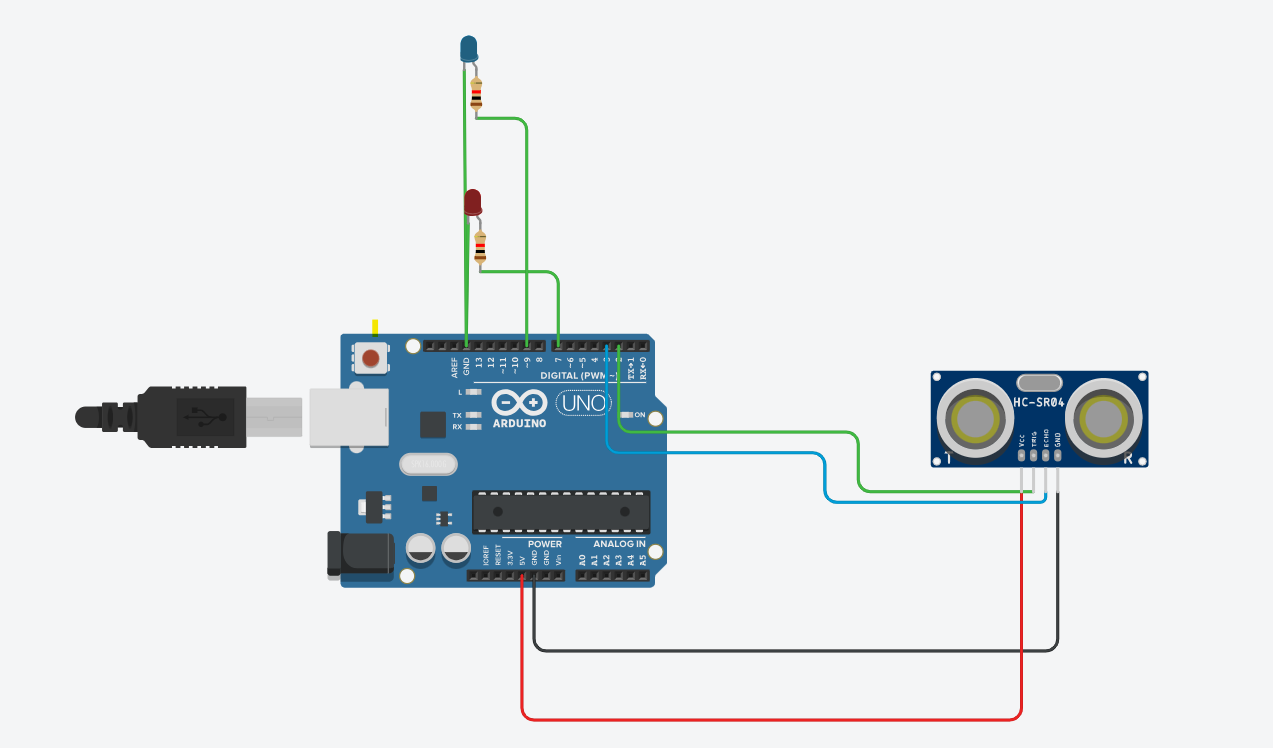 AREF
GND
13
12
~11
~10
~9
8
7
~6
~5
4
2
TX→1
RX←0
DIGITAL (PWM~)
L
TX
RX
ARDUINO
UNO
ON
POWER
ANALOG IN
IOREF
RESET
3.3V
5V
GND
GND
Vin
A0
A1
A2
A3
A4
A5
HC-SR04
VCC
TRIG
ECHO
GND
T
R